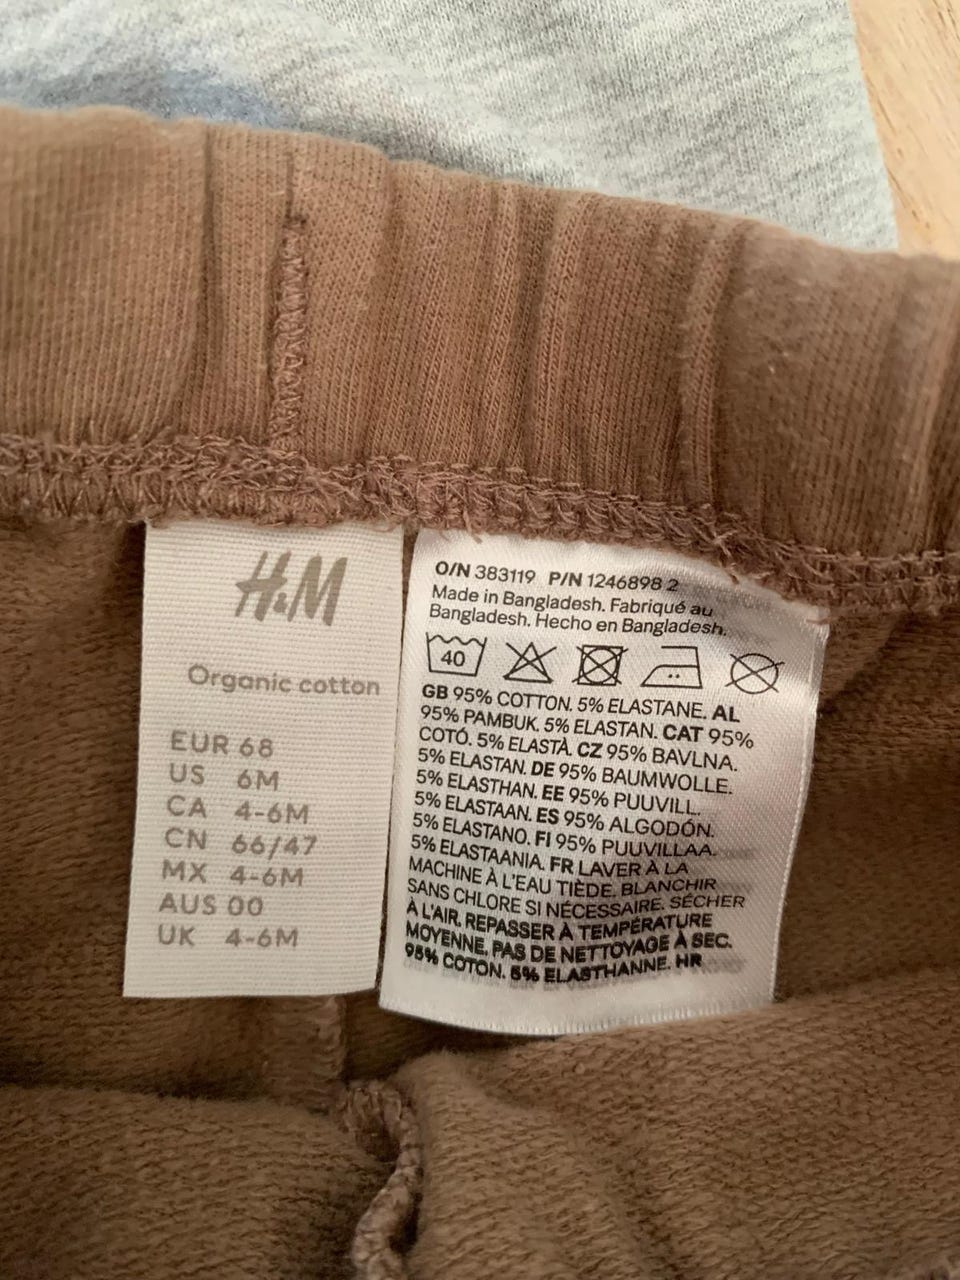 H&M
Organic cotton
EUR 68
US 6M
CA 4-6M
CN 66/47
MX 4-6M
AUS 00
UK 4-6M
O/N 383119 P/N 1246898 2
Made in Bangladesh. Fabriqué au
Bangladesh. Hecho en Bangladesh.
40
GB 95% COTTON. 5% ELASTANE. AL
95% PAMBUK. 5% ELASTAN. CAT 95%
COTÓ. 5% ELASTÀ. CZ 95% BAVLNA.
5% ELASTAN. DE 95% BAUMWOLLE.
5% ELASTHAN. EE 95% PUUVILL.
5% ELASTAAN. ES 95% ALGODÓN.
5% ELASTANO. FI 95% PUUVILLAA.
5% ELASTAANIA. FR LAVER À LA
MACHINE À L'EAU TIÈDE. BLANCHIR
SANS CHLORE SI NÉCESSAIRE. SÉCHER
À L'AIR. REPASSER À TEMPÉRATURE
MOYENNE. PAS DE NETTOYAGE À SEC.
95% COTON. 5% ELASTHANNE. HR